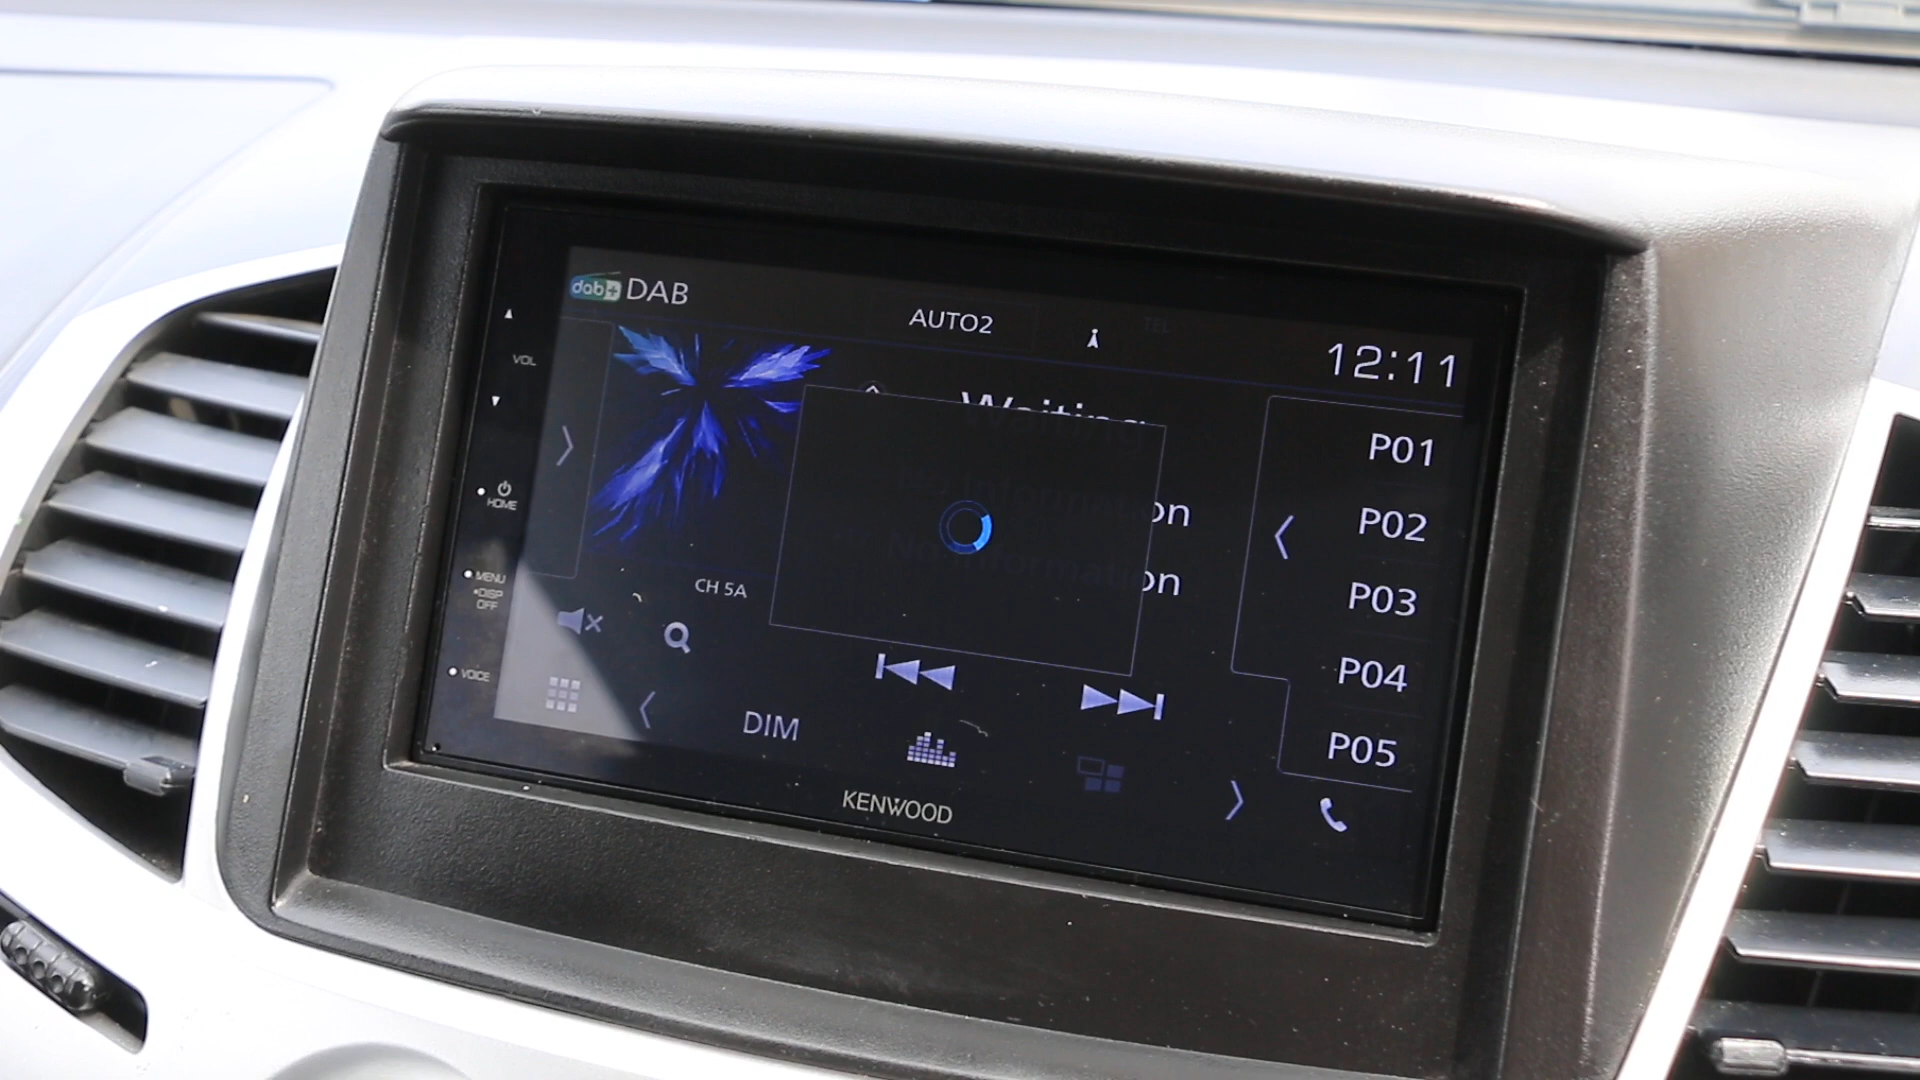 dab+ DAB
AUTO2
TEL
12:11
VOL
HOME
MENU
DISP
OFF
VOICE
Waiting
No Information
No Information
CH 5A
P01
P02
P03
P04
P05
DIM
KENWOOD